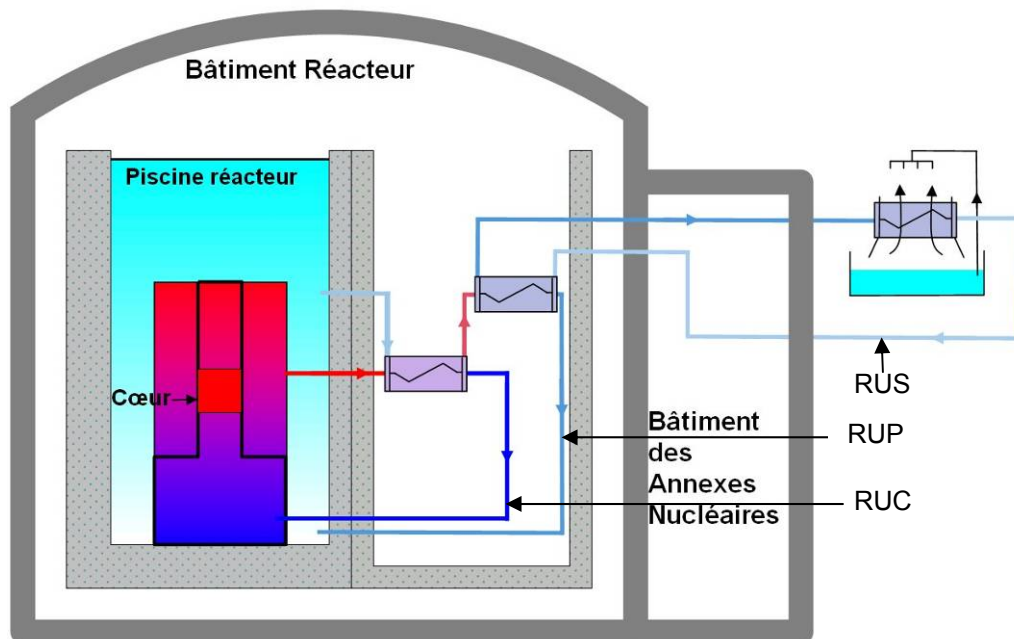 Bâtiment Réacteur
Piscine réacteur
Cœur
RUS
Bâtiment
des
Annexes
Nucléaires
RUP
RUC